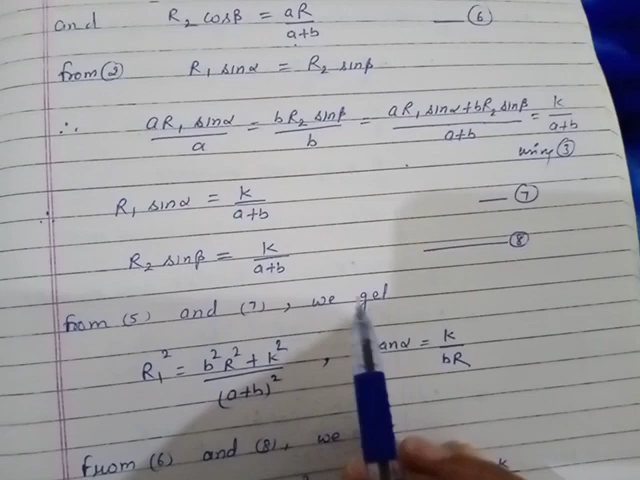 and R₂ cosβ = aR/(a+b) —— ⑥
from ② R₁ sinα = R₂ sinβ
∴ aR₁ sinα/a = bR₂ sinβ/b = (aR₁ sinα + bR₂ sinβ)/(a+b) = k/(a+b)
using ③
∴ R₁ sinα = k/(a+b) —— ⑦
R₂ sinβ = k/(a+b) —— ⑧
from (5) and (7), we get
R₁² = (b²R² + k²)/(a+b)² , tanα = k/bR
from (6) and (8), we
k